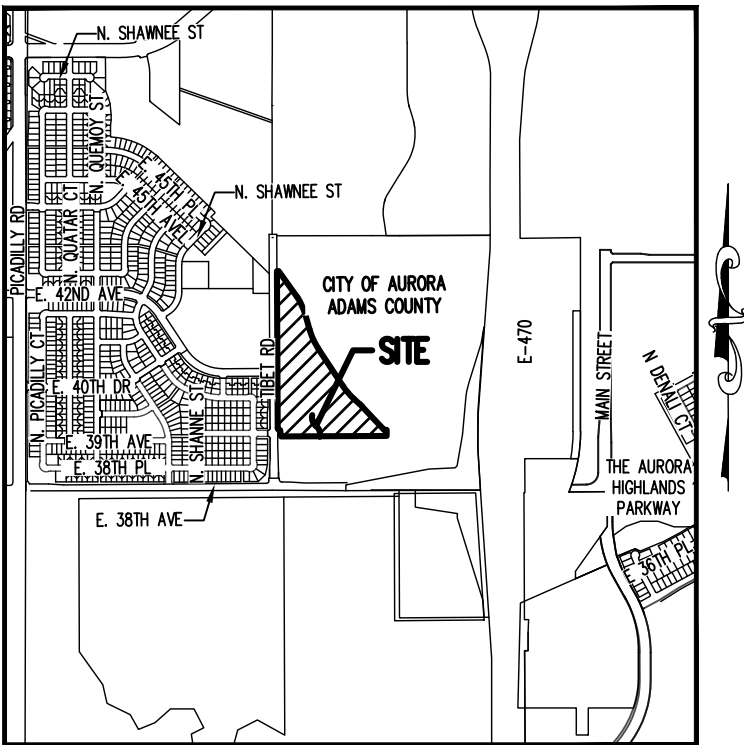 N. SHAWNEE ST
N. QUEMOY ST
E. 45TH PL
E. 45TH AVE
N. SHAWNEE ST
N. QUATAR CT
PICADILLY RD
E. 42ND AVE
CITY OF AURORA
ADAMS COUNTY
SITE
TIBET RD
E-470
MAIN STREET
N DENALI CT
N. PICADILLY CT
E. 40TH DR
E. 39TH AVE
E. 38TH PL
N. SHANNE ST
THE AURORA
HIGHLANDS
PARKWAY
E. 38TH AVE
E 36TH PL